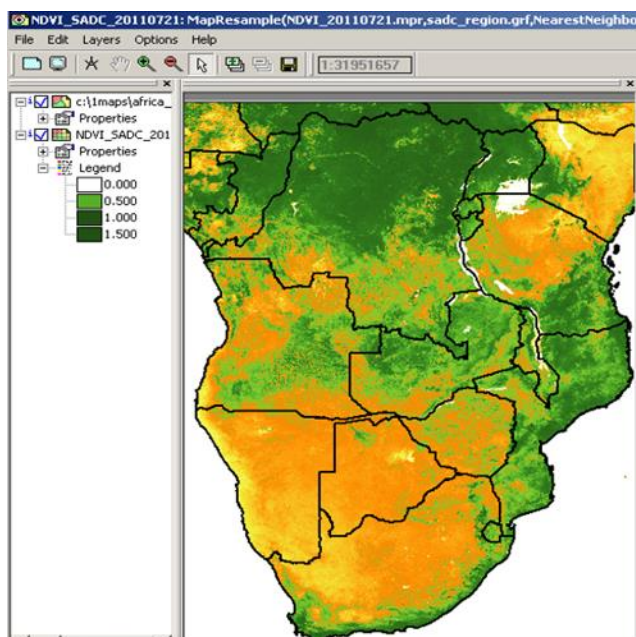 NDVI_SADC_20110721: MapResample(NDVI_20110721.mpr,sadc_region.grf,NearestNeighbo
File Edit Layers Options Help
1:31951657
c:\1maps\africa_
Properties
NDVI_SADC_201
Properties
Legend
0.000
0.500
1.000
1.500